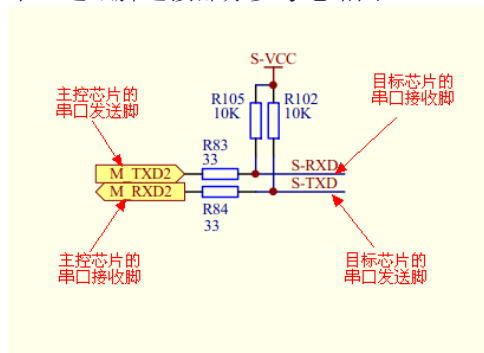 S-VCC
主控芯片的
串口发送脚
目标芯片的
串口接收脚
R105
10K
R102
10K
R83
33
M_TXD2
S-RXD
M_RXD2
S-TXD
R84
33
主控芯片的
串口接收脚
目标芯片的
串口发送脚